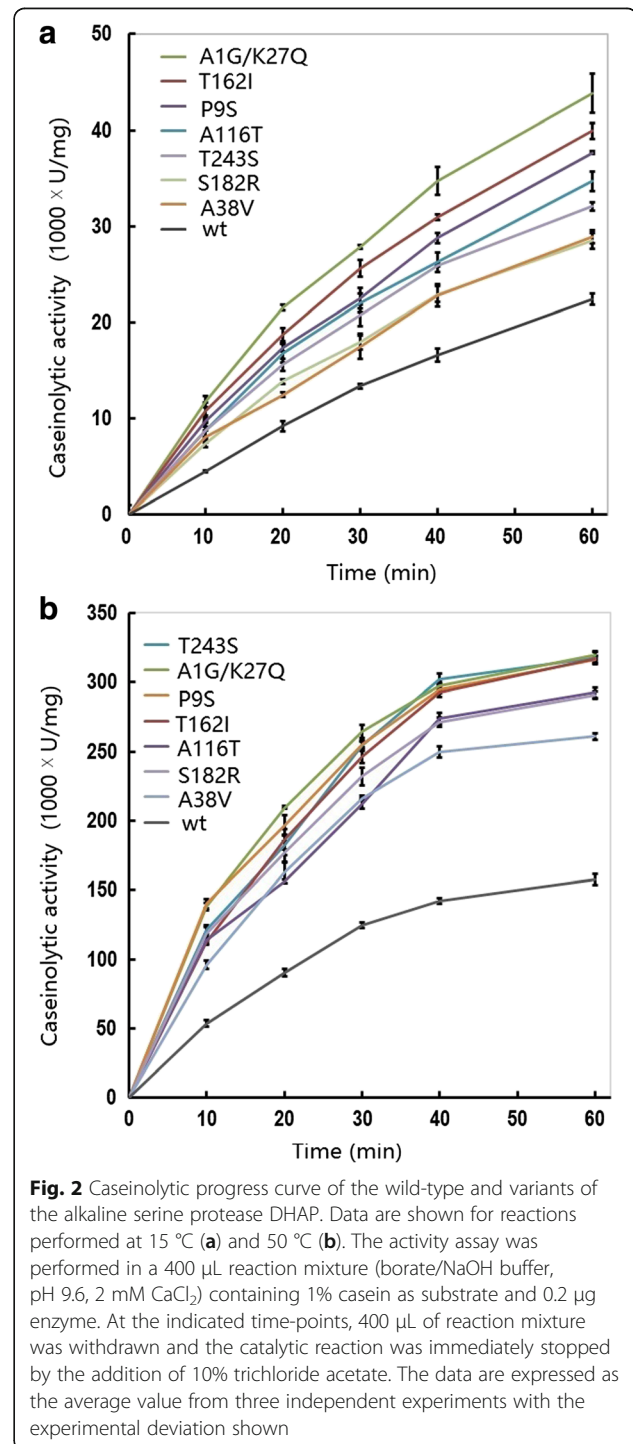 a
50
40
30
20
10
0
Caseinolytic activity (1000 × U/mg)
A1G/K27Q
T162I
P9S
A116T
T243S
S182R
A38V
wt
0 10 20 30 40 50 60
Time (min)
b
350
300
250
200
150
100
50
0
Caseinolytic activity (1000 × U/mg)
T243S
A1G/K27Q
P9S
T162I
A116T
S182R
A38V
wt
0 10 20 30 40 50 60
Time (min)
Fig. 2 Caseinolytic progress curve of the wild-type and variants of
the alkaline serine protease DHAP. Data are shown for reactions
performed at 15 °C (a) and 50 °C (b). The activity assay was
performed in a 400 μL reaction mixture (borate/NaOH buffer,
pH 9.6, 2 mM CaCl₂) containing 1% casein as substrate and 0.2 μg
enzyme. At the indicated time-points, 400 μL of reaction mixture
was withdrawn and the catalytic reaction was immediately stopped
by the addition of 10% trichloride acetate. The data are expressed as
the average value from three independent experiments with the
experimental deviation shown